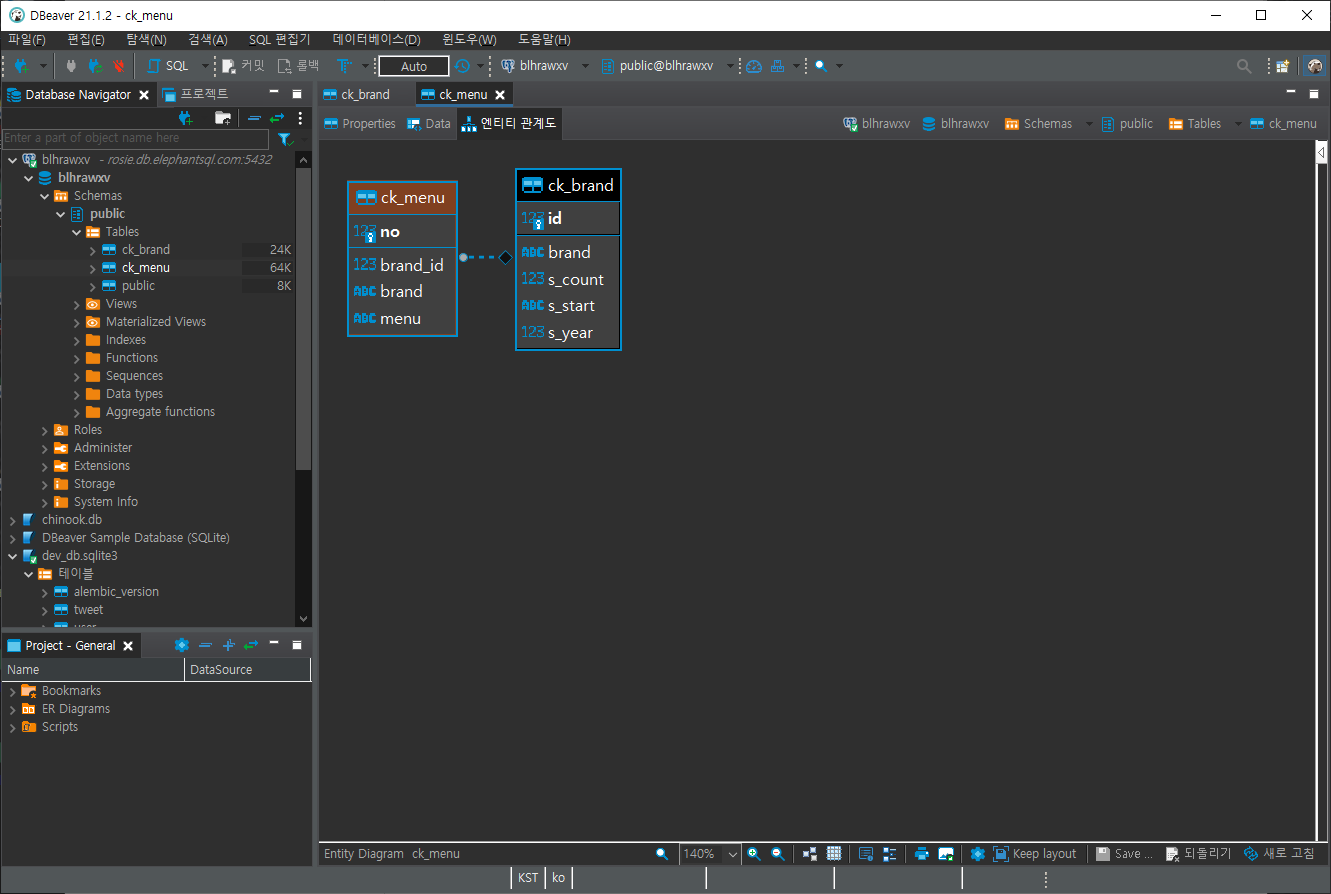 DBeaver 21.1.2 - ck_menu
파일(F) 편집(E) 탐색(N) 검색(A) SQL 편집기 데이터베이스(D) 윈도우(W) 도움말(H)
SQL 커밋 롤백 Auto blhrawxv public@blhrawxv
Database Navigator 프로젝트
Enter a part of object name here
blhrawxv - rosie.db.elephantsql.com:5432
blhrawxv
Schemas
public
Tables
ck_brand 24K
ck_menu 64K
public 8K
Views
Materialized Views
Indexes
Functions
Sequences
Data types
Aggregate functions
Roles
Administer
Extensions
Storage
System Info
chinook.db
DBeaver Sample Database (SQLite)
dev_db.sqlite3
테이블
alembic_version
tweet
user
Project - General
Name DataSource
Bookmarks
ER Diagrams
Scripts
ck_brand ck_menu
Properties Data 엔티티 관계도 blhrawxv blhrawxv Schemas public Tables ck_menu
ck_menu
123 no
123 brand_id
ABC brand
ABC menu
ck_brand
123 id
ABC brand
123 s_count
ABC s_start
123 s_year
Entity Diagram ck_menu 140% Keep layout Save ... 되돌리기 새로 고침
KST ko